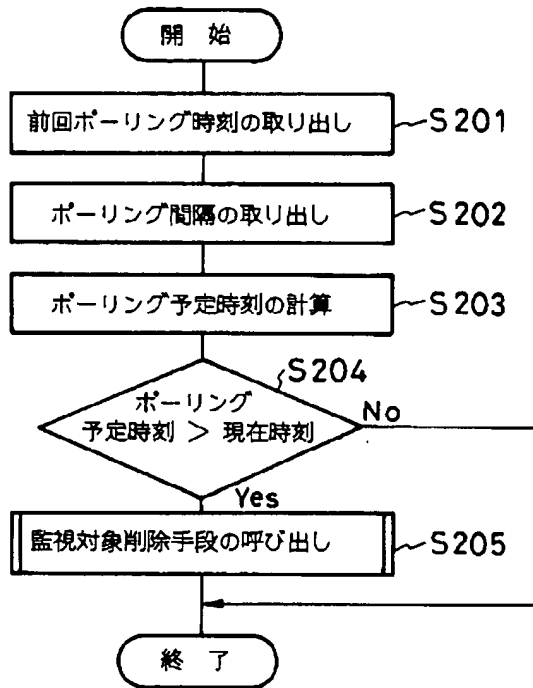 開 始
前回ポーリング時刻の取り出し
S201
ポーリング間隔の取り出し
S202
ポーリング予定時刻の計算
S203
S204
ポーリング
予定時刻 > 現在時刻
No
Yes
監視対象削除手段の呼び出し
S205
終 了